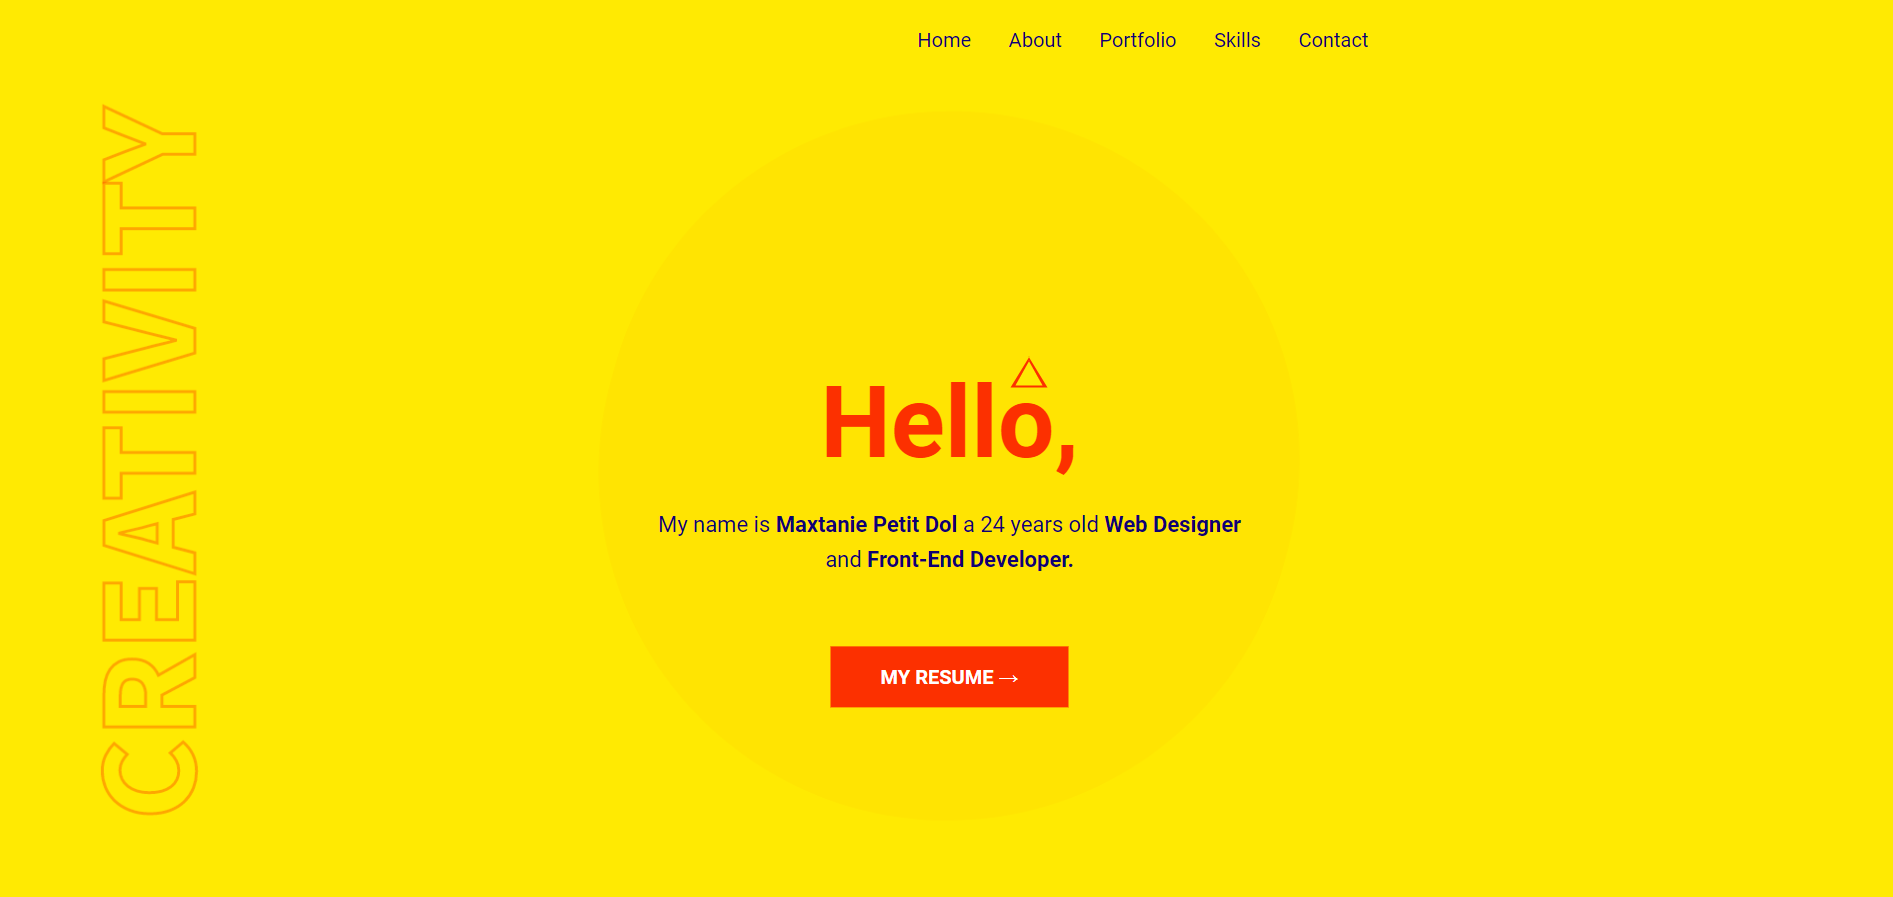 Home About Portfolio Skills Contact
CREATIVITY
Hello,
My name is Maxtanie Petit Dol a 24 years old Web Designer
and Front-End Developer.
MY RESUME →